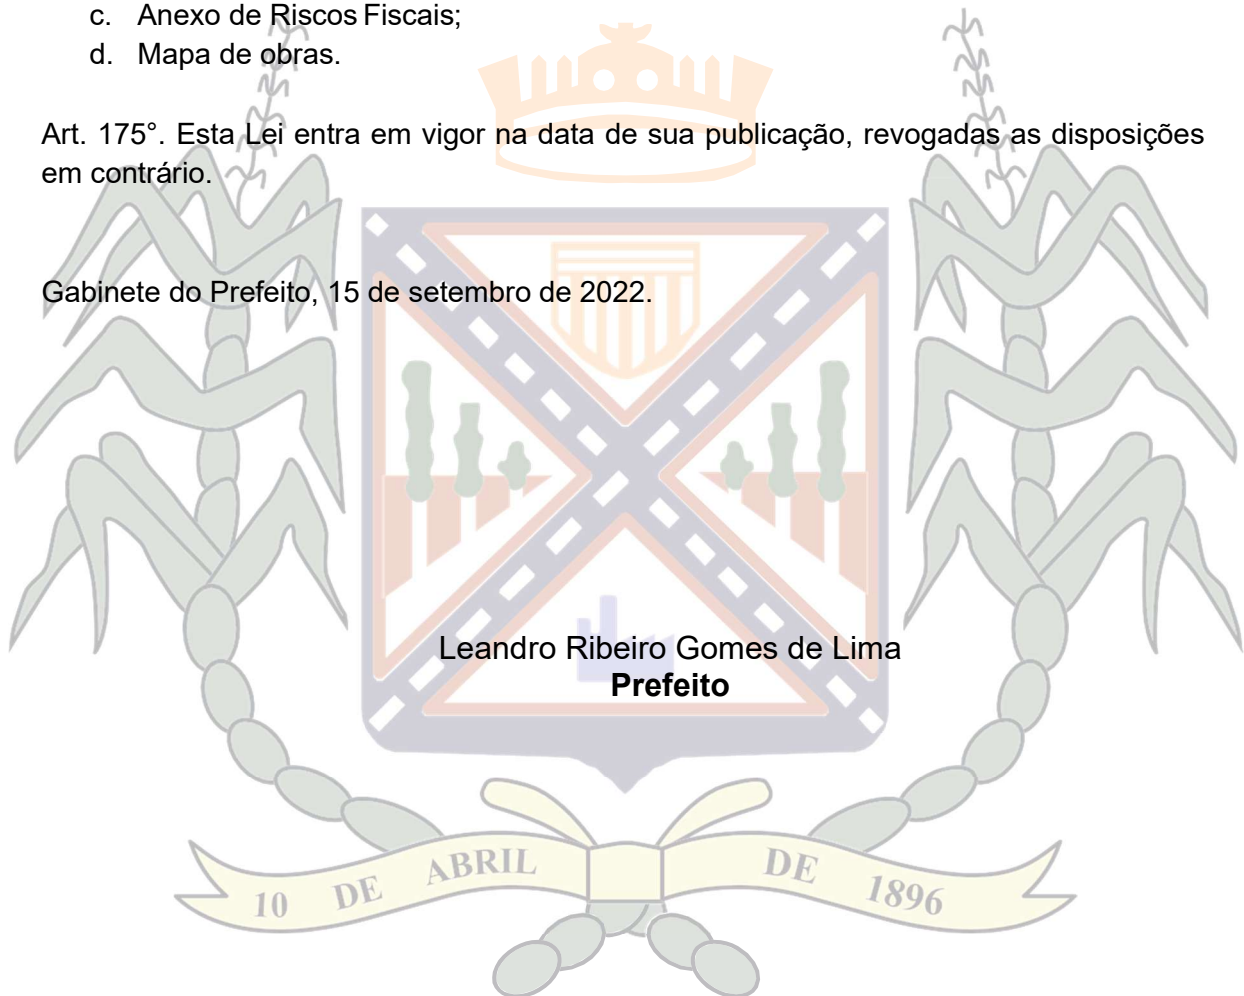 c. Anexo de Riscos Fiscais;
d. Mapa de obras.
Art. 175°. Esta Lei entra em vigor na data de sua publicação, revogadas as disposições
em contrário.
Gabinete do Prefeito, 15 de setembro de 2022.
Leandro Ribeiro Gomes de Lima
Prefeito
10 DE ABRIL DE 1896